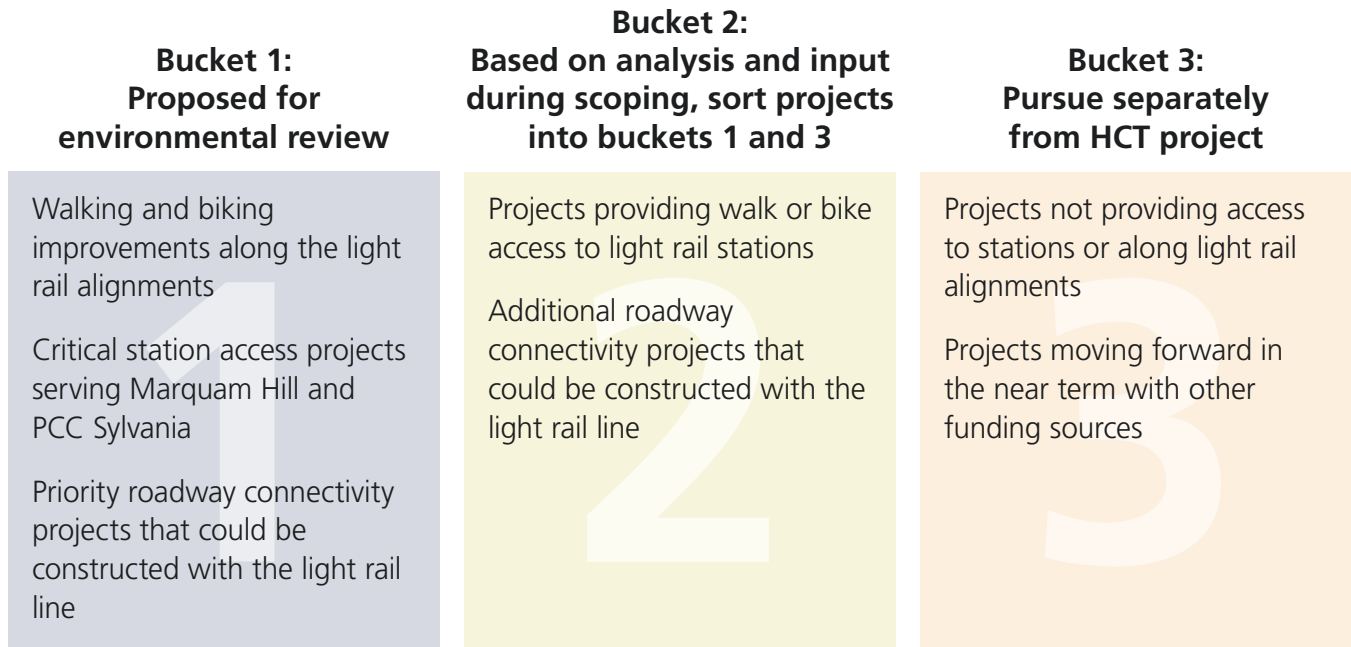 Bucket 1:
Proposed for
environmental review
1
Walking and biking
improvements along the light
rail alignments
Critical station access projects
serving Marquam Hill and
PCC Sylvania
Priority roadway connectivity
projects that could be
constructed with the light rail
line
Bucket 2:
Based on analysis and input
during scoping, sort projects
into buckets 1 and 3
2
Projects providing walk or bike
access to light rail stations
Additional roadway
connectivity projects that
could be constructed with the
light rail line
Bucket 3:
Pursue separately
from HCT project
3
Projects not providing access
to stations or along light rail
alignments
Projects moving forward in
the near term with other
funding sources